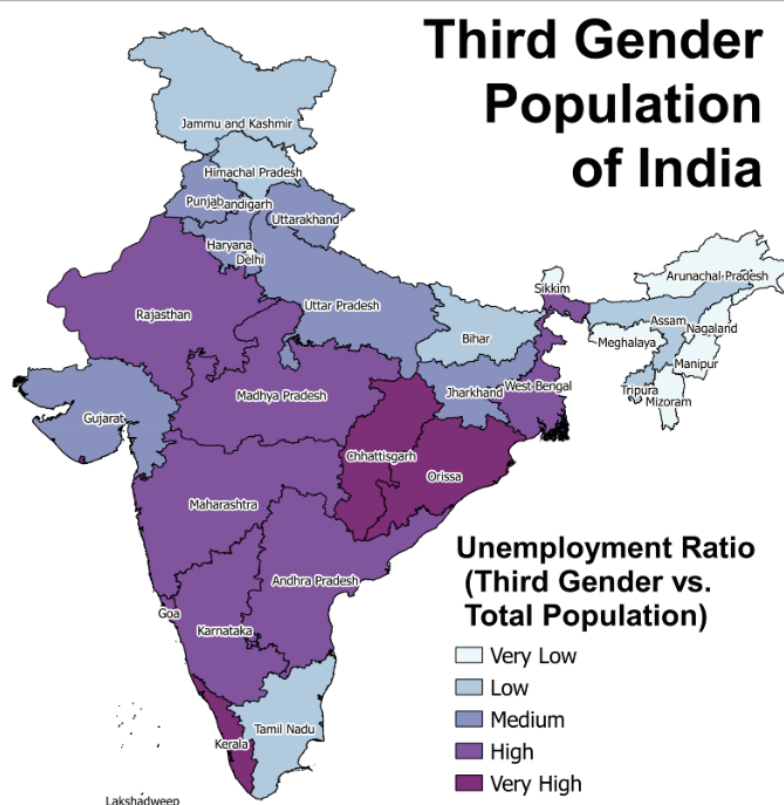 Third Gender
Population
of India
Jammu and Kashmir
Himachal Pradesh
Punjab
andigarh
Uttarakhand
Haryana
Delhi
Rajasthan
Uttar Pradesh
Bihar
Sikkim
Arunachal Pradesh
Assam
Nagaland
Meghalaya
Manipur
Tripura
Mizoram
West Bengal
Jharkhand
Madhya Pradesh
Gujarat
Chhattisgarh
Orissa
Maharashtra
Andhra Pradesh
Goa
Karnataka
Tamil Nadu
Kerala
Lakshadweep
Unemployment Ratio
(Third Gender vs.
Total Population)
Very Low
Low
Medium
High
Very High